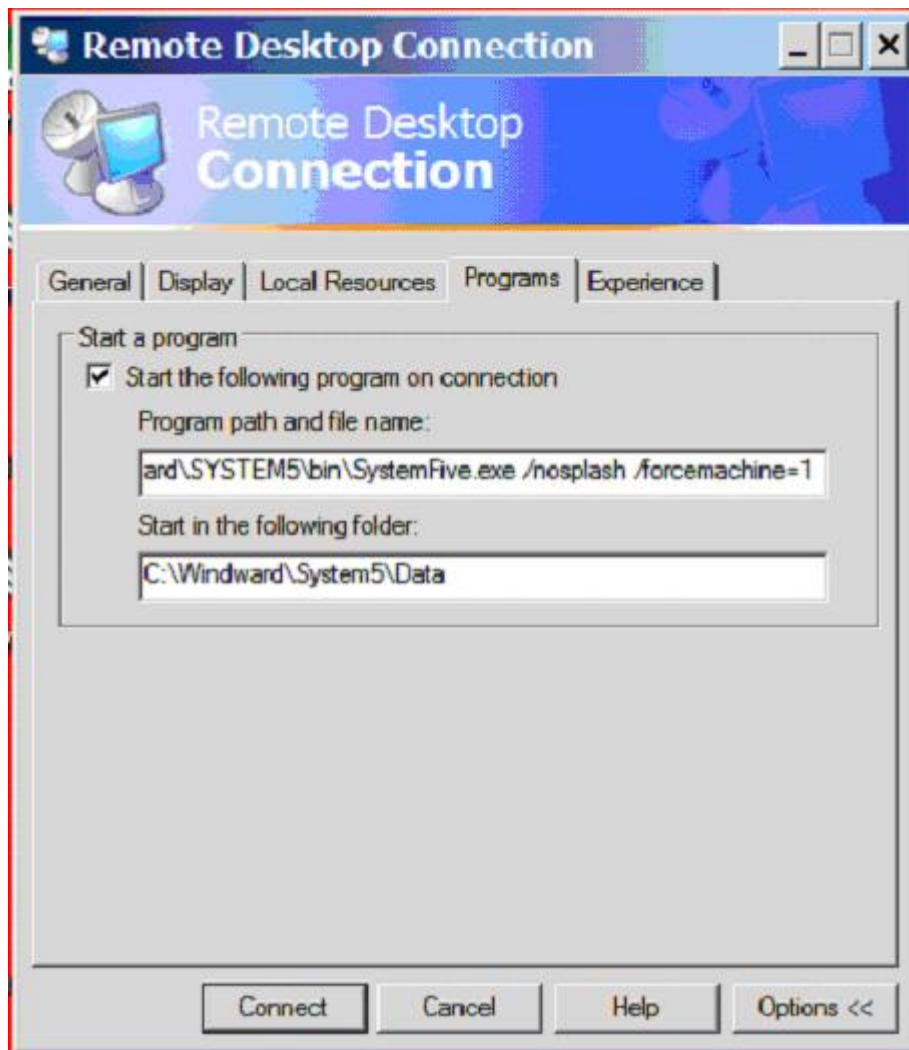 Remote Desktop Connection
Remote Desktop
Connection
General Display Local Resources Programs Experience
Start a program
Start the following program on connection
Program path and file name:
ard\SYSTEM5\bin\SystemFive.exe /nosplash /forcemachine=1
Start in the following folder:
C:\Windward\System5\Data
Connect Cancel Help Options <<